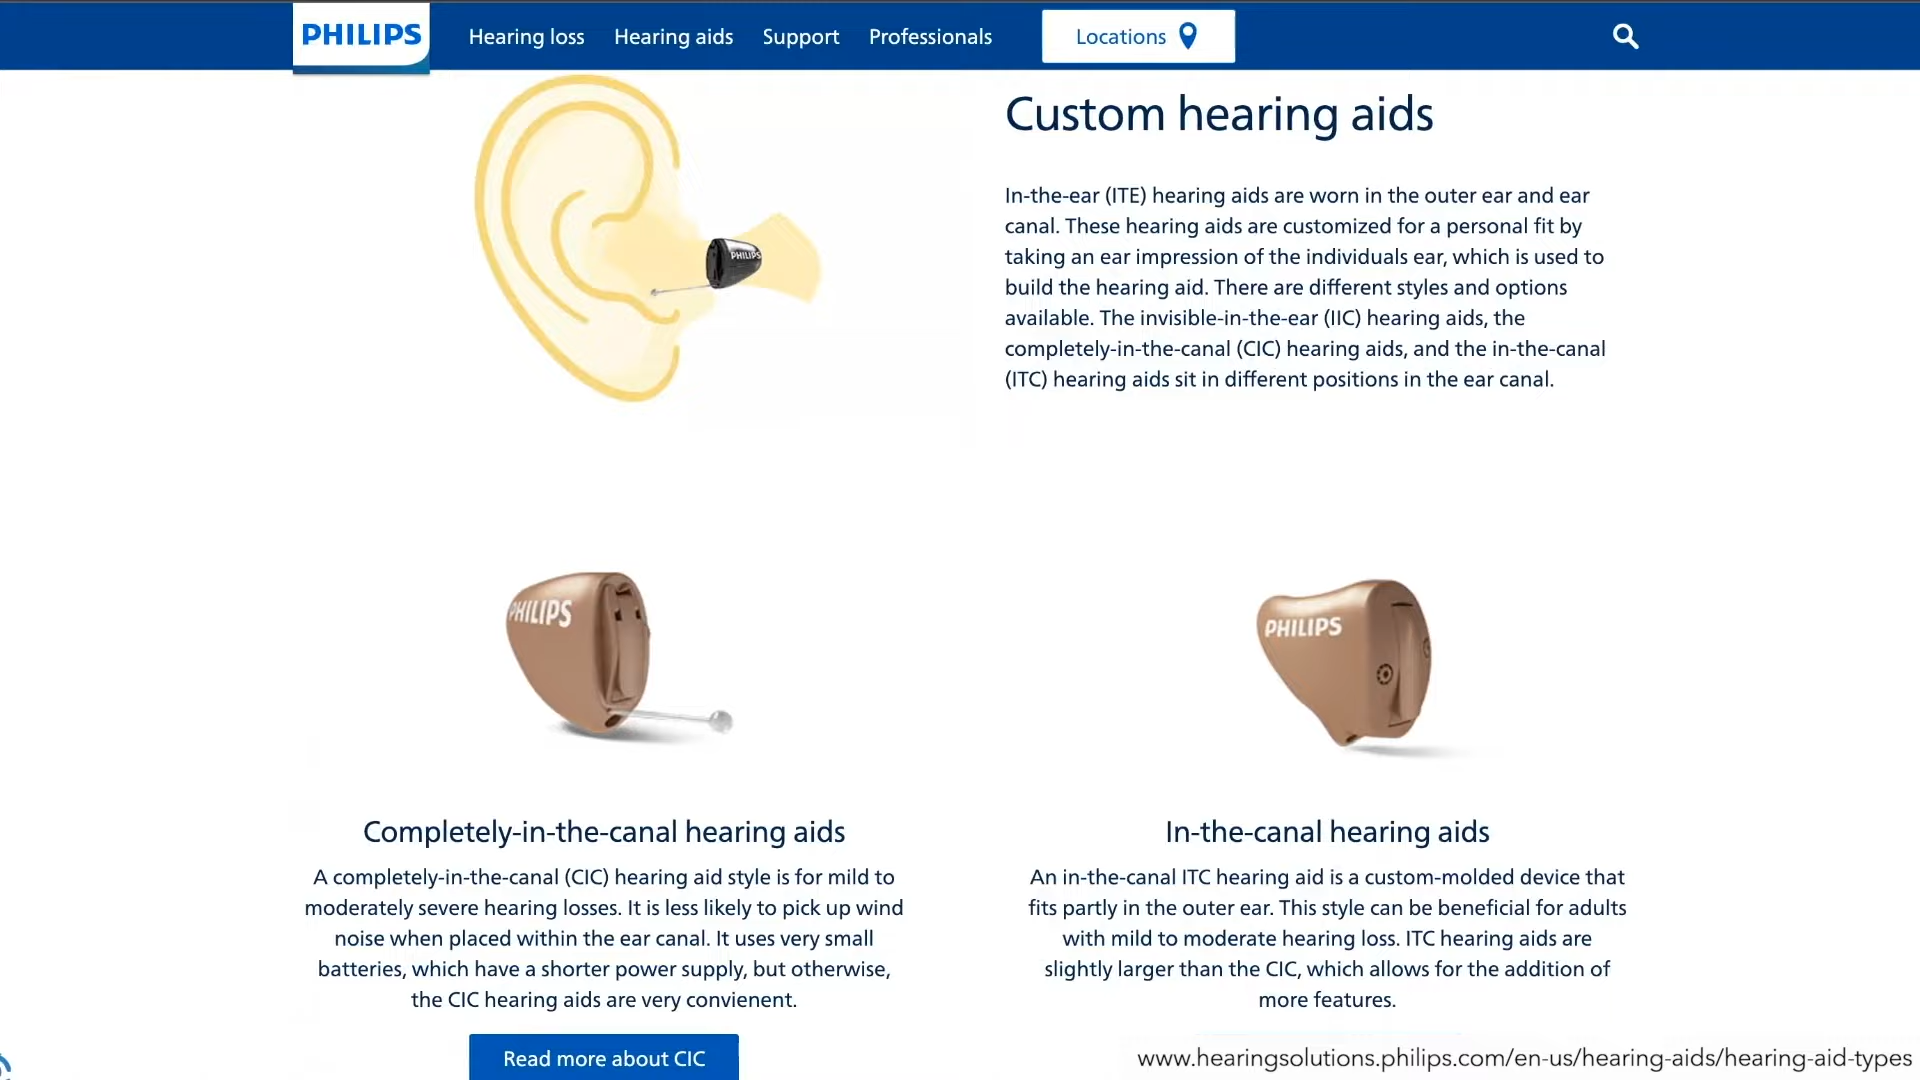 PHILIPS
Hearing loss
Hearing aids
Support
Professionals
Locations
Custom hearing aids
In-the-ear (ITE) hearing aids are worn in the outer ear and ear
canal. These hearing aids are customized for a personal fit by
taking an ear impression of the individuals ear, which is used to
build the hearing aid. There are different styles and options
available. The invisible-in-the-ear (IIC) hearing aids, the
completely-in-the-canal (CIC) hearing aids, and the in-the-canal
(ITC) hearing aids sit in different positions in the ear canal.
PHILIPS
PHILIPS
PHILIPS
Completely-in-the-canal hearing aids
A completely-in-the-canal (CIC) hearing aid style is for mild to
moderately severe hearing losses. It is less likely to pick up wind
noise when placed within the ear canal. It uses very small
batteries, which have a shorter power supply, but otherwise,
the CIC hearing aids are very convienent.
Read more about CIC
In-the-canal hearing aids
An in-the-canal ITC hearing aid is a custom-molded device that
fits partly in the outer ear. This style can be beneficial for adults
with mild to moderate hearing loss. ITC hearing aids are
slightly larger than the CIC, which allows for the addition of
more features.
www.hearingsolutions.philips.com/en-us/hearing-aids/hearing-aid-types